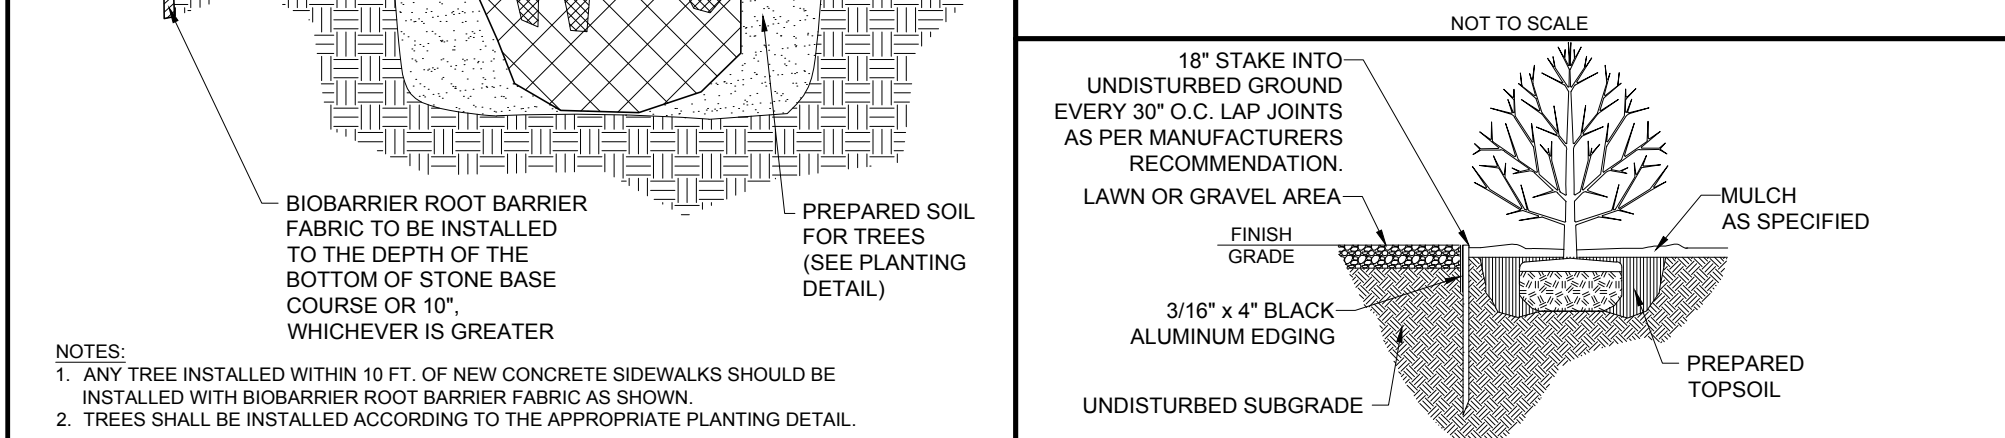 BIOBARRIER ROOT BARRIER
FABRIC TO BE INSTALLED
TO THE DEPTH OF THE
BOTTOM OF STONE BASE
COURSE OR 10",
WHICHEVER IS GREATER
PREPARED SOIL
FOR TREES
(SEE PLANTING
DETAIL)
NOTES:
1. ANY TREE INSTALLED WITHIN 10 FT. OF NEW CONCRETE SIDEWALKS SHOULD BE
INSTALLED WITH BIOBARRIER ROOT BARRIER FABRIC AS SHOWN.
2. TREES SHALL BE INSTALLED ACCORDING TO THE APPROPRIATE PLANTING DETAIL.
NOT TO SCALE
18" STAKE INTO
UNDISTURBED GROUND
EVERY 30" O.C. LAP JOINTS
AS PER MANUFACTURERS
RECOMMENDATION.
LAWN OR GRAVEL AREA
FINISH
GRADE
3/16" x 4" BLACK
ALUMINUM EDGING
UNDISTURBED SUBGRADE
MULCH
AS SPECIFIED
PREPARED
TOPSOIL